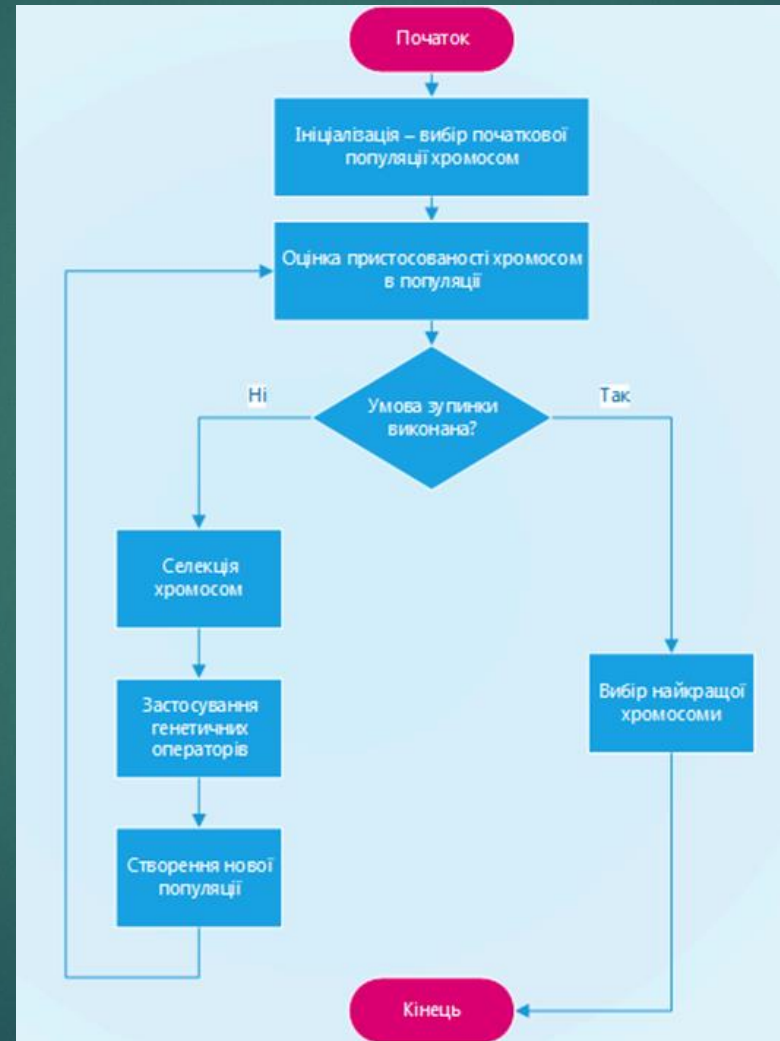 Початок
Ініціалізація – вибір початкової
популяції хромосом
Оцінка пристосованості хромосом
в популяції
Умова зупинки
виконана?
Ні
Так
Селекція
хромосом
Застосування
генетичних
операторів
Створення нової
популяції
Вибір найкращої
хромосоми
Кінець